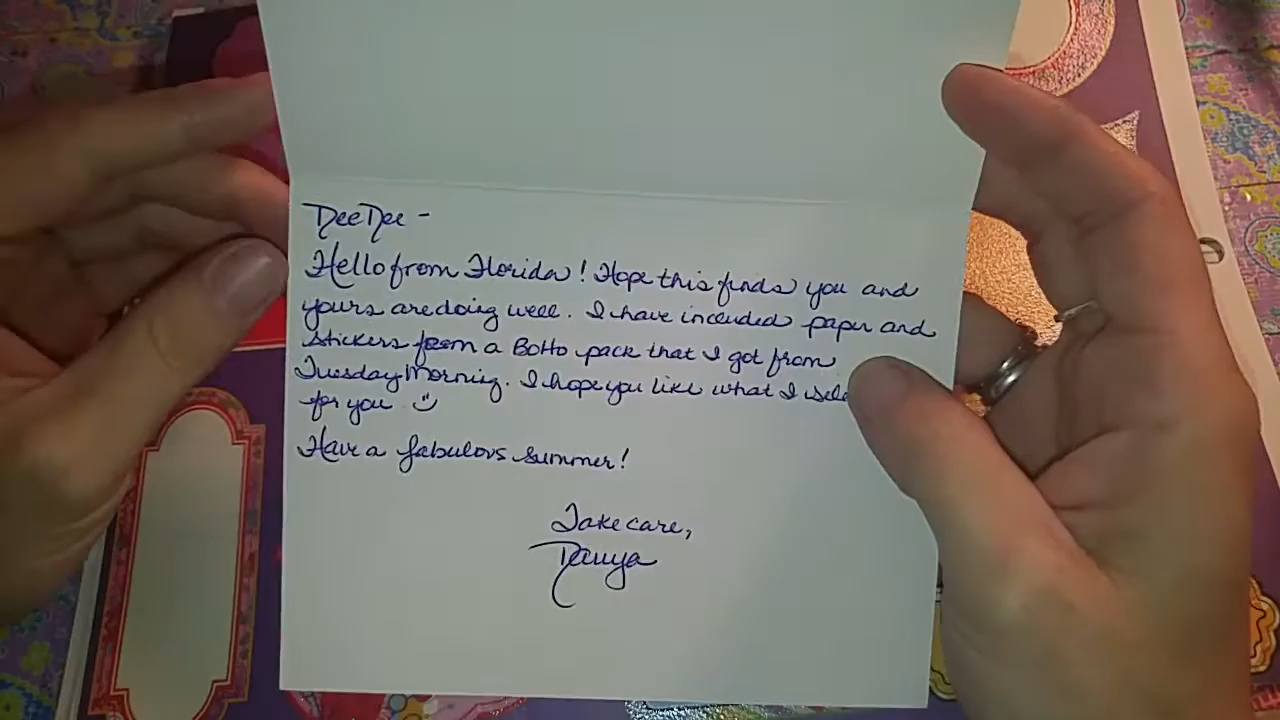 DeeDee -
Hello from Florida! Hope this finds you and
yours are doing well. I have included paper and
stickers from a BoHo pack that I got from
Tuesday Morning. I hope you like what I
for you
Have a fabulous summer!
Take care,